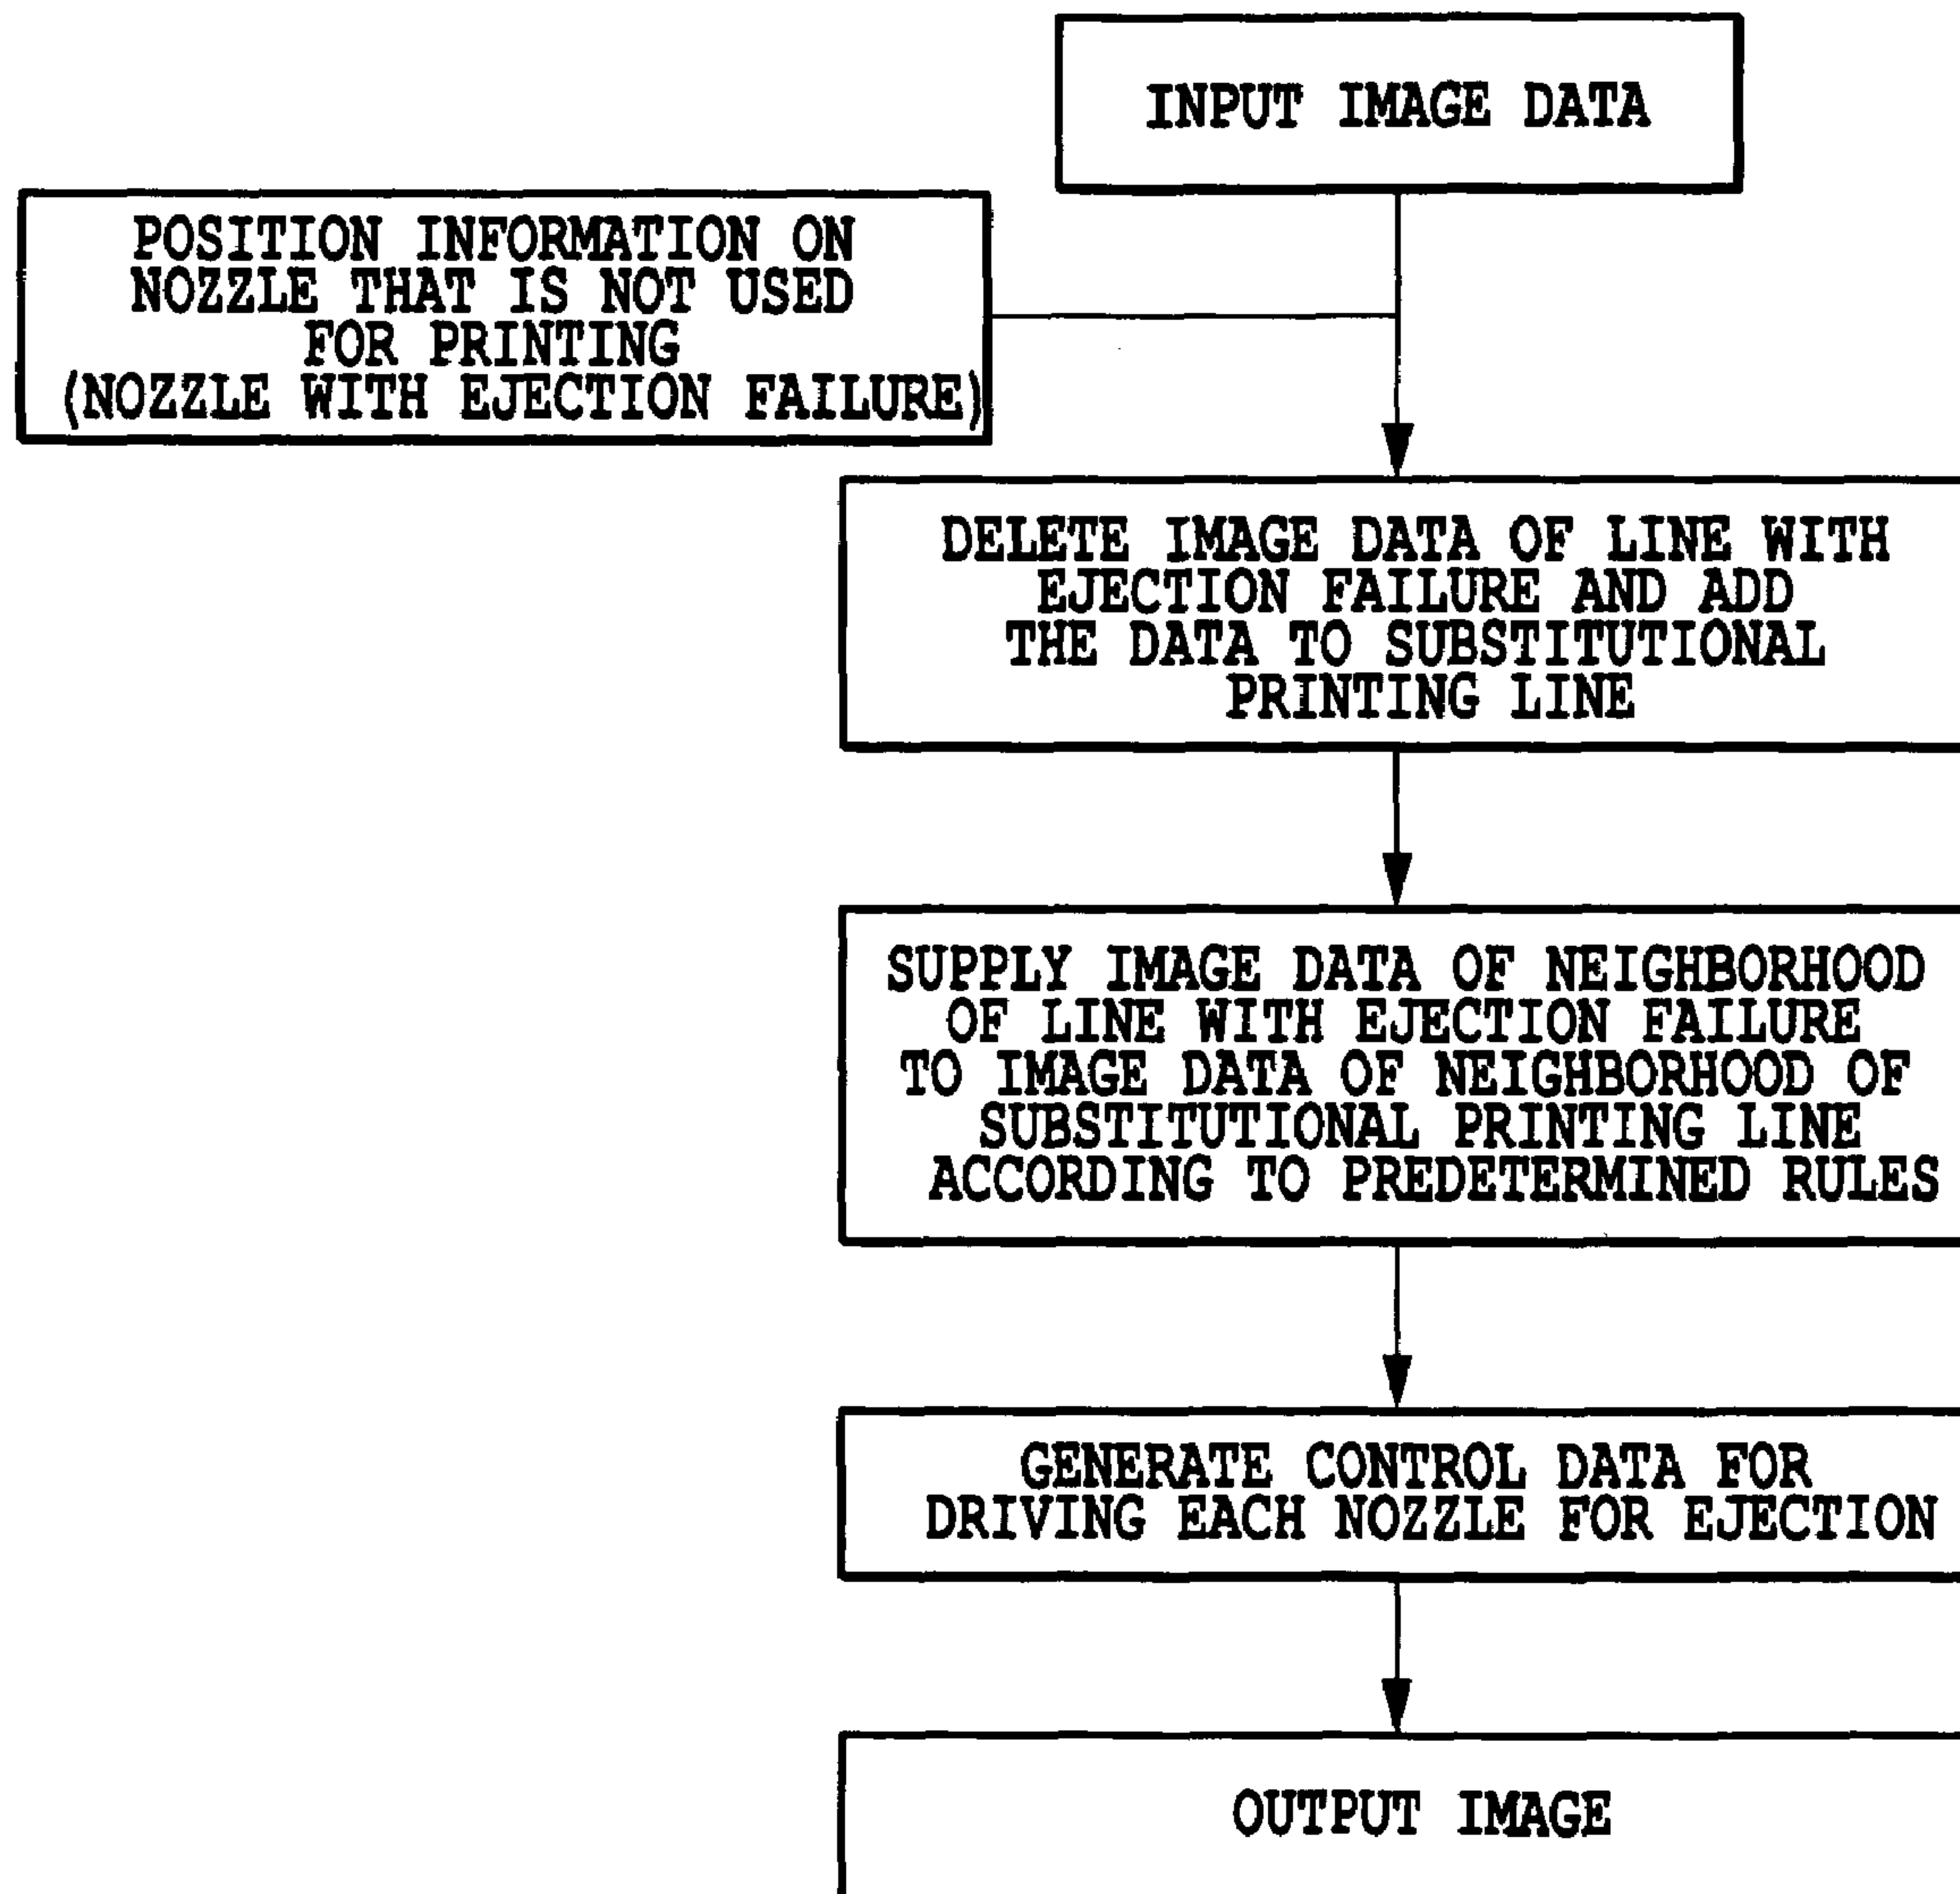 INPUT IMAGE DATA
POSITION INFORMATION ON
NOZZLE THAT IS NOT USED
FOR PRINTING
(NOZZLE WITH EJECTION FAILURE)
DELETE IMAGE DATA OF LINE WITH
EJECTION FAILURE AND ADD
THE DATA TO SUBSTITUTIONAL
PRINTING LINE
SUPPLY IMAGE DATA OF NEIGHBORHOOD
OF LINE WITH EJECTION FAILURE
TO IMAGE DATA OF NEIGHBORHOOD OF
SUBSTITUTIONAL PRINTING LINE
ACCORDING TO PREDETERMINED RULES
GENERATE CONTROL DATA FOR
DRIVING EACH NOZZLE FOR EJECTION
OUTPUT IMAGE